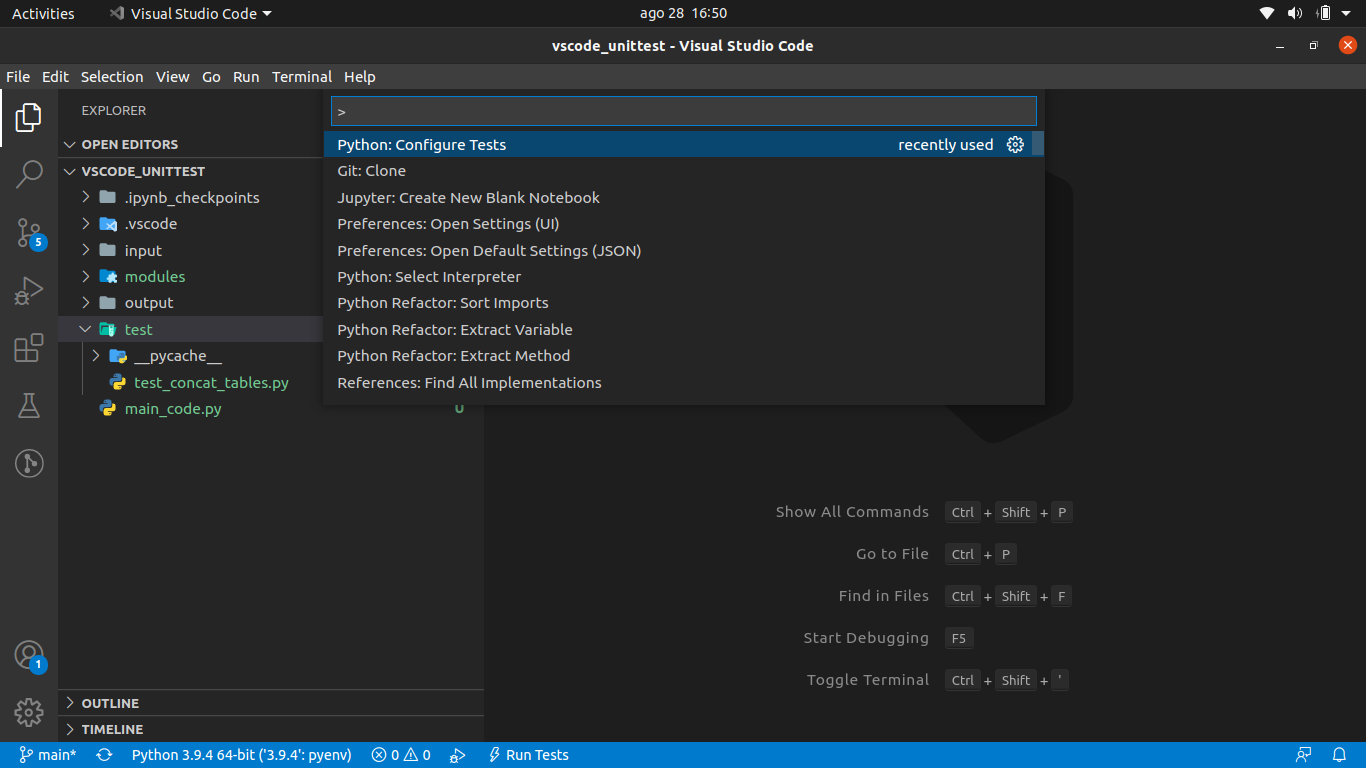 Activities Visual Studio Code ago 28 16:50
vscode_unittest - Visual Studio Code
File Edit Selection View Go Run Terminal Help
EXPLORER
OPEN EDITORS
VSCODE_UNITTEST
.ipynb_checkpoints
.vscode
input
modules
output
test
__pycache__
test_concat_tables.py
main_code.py U
OUTLINE
TIMELINE
5
1
>
Python: Configure Tests recently used
Git: Clone
Jupyter: Create New Blank Notebook
Preferences: Open Settings (UI)
Preferences: Open Default Settings (JSON)
Python: Select Interpreter
Python Refactor: Sort Imports
Python Refactor: Extract Variable
Python Refactor: Extract Method
References: Find All Implementations
Show All Commands Ctrl + Shift + P
Go to File Ctrl + P
Find in Files Ctrl + Shift + F
Start Debugging F5
Toggle Terminal Ctrl + Shift + '
main* Python 3.9.4 64-bit ('3.9.4': pyenv) 0 0 Run Tests